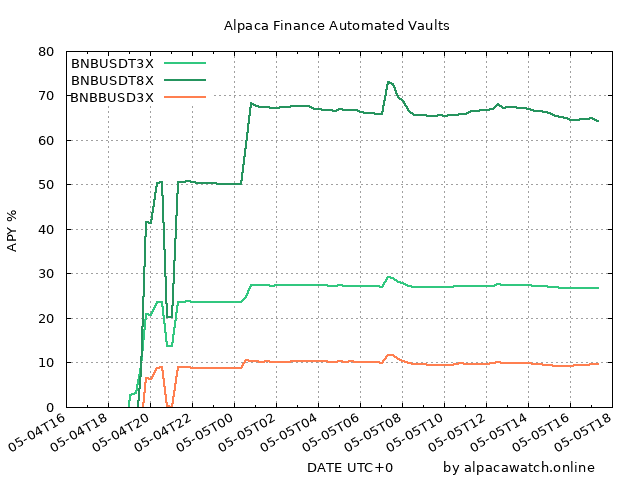 Alpaca Finance Automated Vaults
BNBUSDT3X
BNBUSDT8X
BNBBUSD3X
APY %
80
70
60
50
40
30
20
10
0
05-04T16
05-04T18
05-04T20
05-04T22
05-05T00
05-05T02
05-05T04
05-05T06
05-05T08
05-05T10
05-05T12
05-05T14
05-05T16
05-05T18
DATE UTC+0
by alpacawatch.online